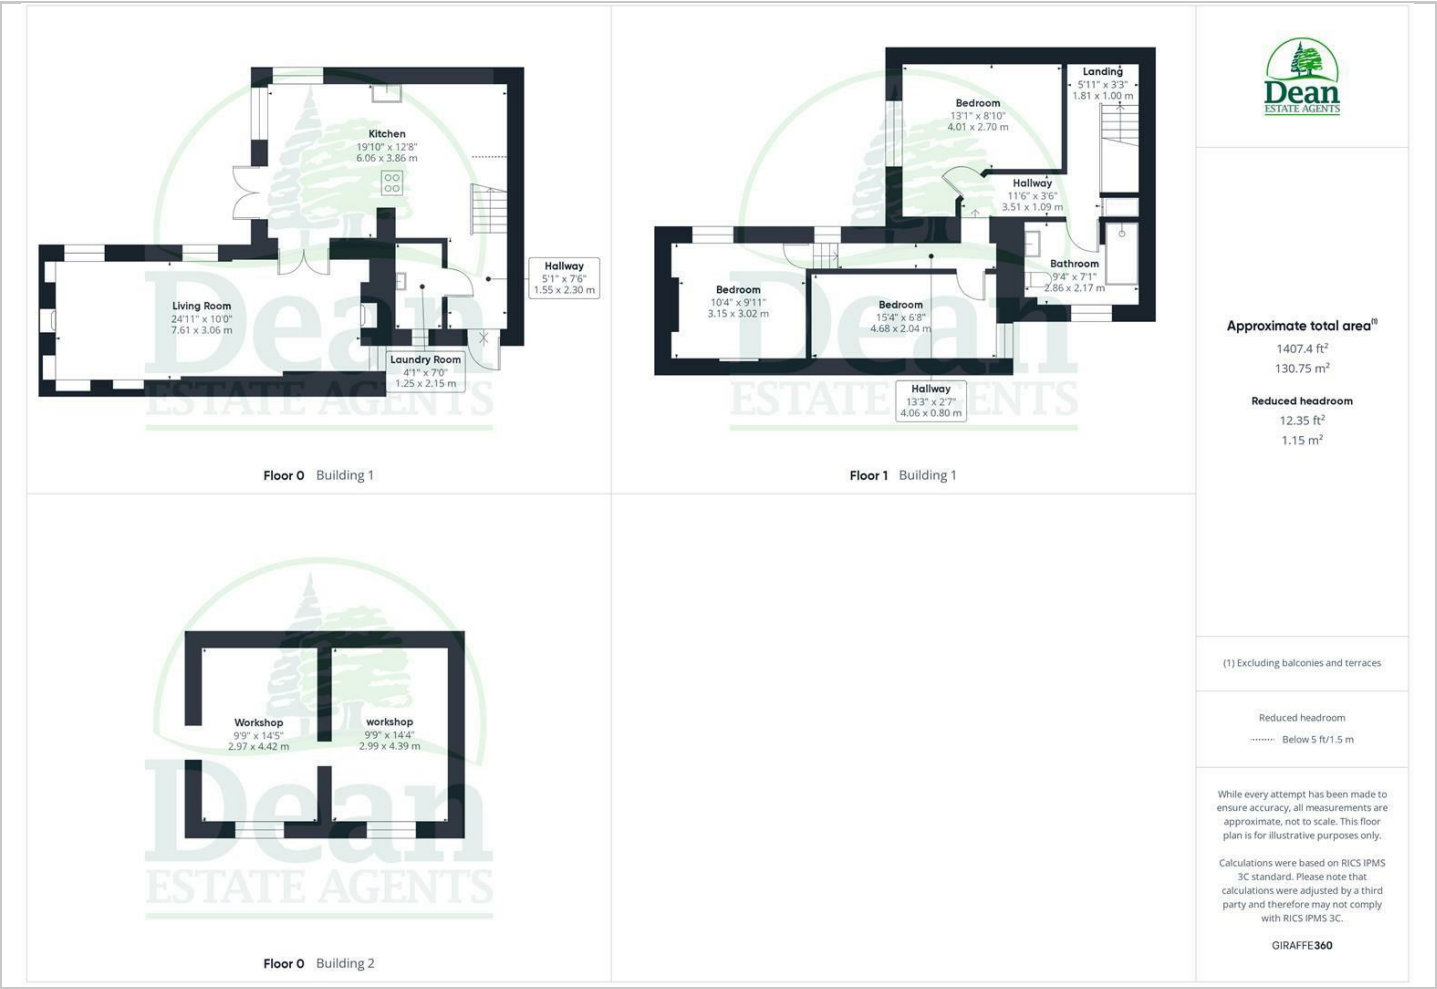 Kitchen
19'10" x 12'8"
6.06 x 3.86 m
Living Room
24'11" x 10'0"
7.61 x 3.06 m
Hallway
5'1" x 7'6"
1.55 x 2.30 m
Laundry Room
4'1" x 7'0"
1.25 x 2.15 m
Dean
ESTATE AGENTS
Floor 0 Building 1
Bedroom
13'1" x 8'10"
4.01 x 2.70 m
Landing
5'11" x 3'3"
1.81 x 1.00 m
Hallway
11'6" x 3'6"
3.51 x 1.09 m
Bathroom
9'4" x 7'1"
2.86 x 2.17 m
Bedroom
10'4" x 9'11"
3.15 x 3.02 m
Bedroom
15'4" x 6'8"
4.68 x 2.04 m
Hallway
13'3" x 2'7"
4.06 x 0.80 m
Dean
ESTATE AGENTS
Floor 1 Building 1
Workshop
9'9" x 14'5"
2.97 x 4.42 m
workshop
9'9" x 14'4"
2.99 x 4.39 m
Dean
ESTATE AGENTS
Floor 0 Building 2
Dean
ESTATE AGENTS
Approximate total area(1)
1407.4 ft²
130.75 m²
Reduced headroom
12.35 ft²
1.15 m²
(1) Excluding balconies and terraces
Reduced headroom
Below 5 ft/1.5 m
While every attempt has been made to
ensure accuracy, all measurements are
approximate, not to scale. This floor
plan is for illustrative purposes only.
Calculations were based on RICS IPMS
3C standard. Please note that
calculations were adjusted by a third
party and therefore may not comply
with RICS IPMS 3C.
GIRAFFE360